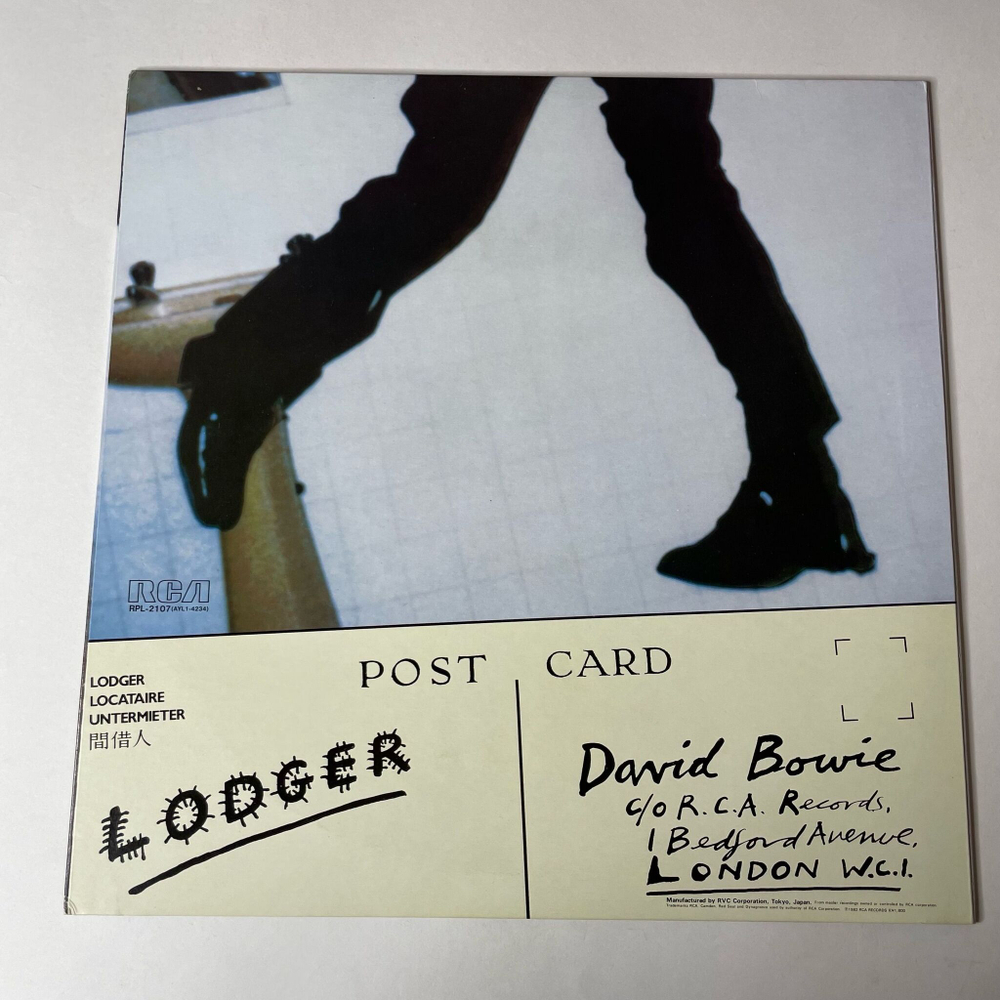 RCA
RPL-2107(AYL1-4234)
POST CARD
LODGER
LOCATAIRE
UNTERMIETER
間借人
LODGER
David Bowie
c/o R.C.A. Records,
1 Bedford Avenue,
LONDON W.C.1.
Manufactured by RVC Corporation, Tokyo, Japan.